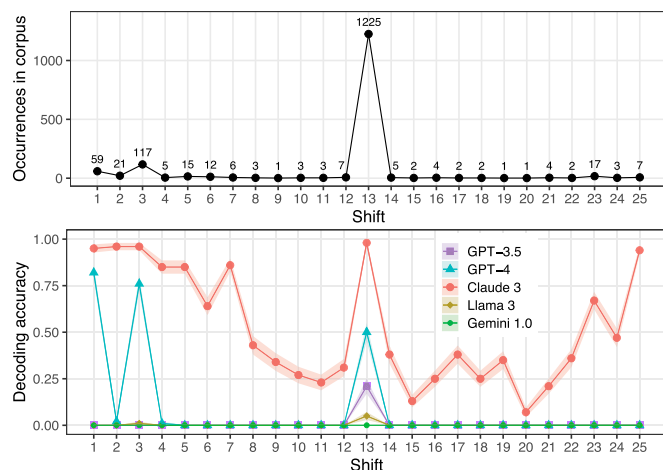 Occurrences in corpus
1000
500
0
59 21 117 5 15 12 6 3 1 3 3 7 1225 5 2 4 2 2 1 1 4 2 17 3 7
1 2 3 4 5 6 7 8 9 10 11 12 13 14 15 16 17 18 19 20 21 22 23 24 25
Shift
Decoding accuracy
1.00
0.75
0.50
0.25
0.00
GPT−3.5
GPT−4
Claude 3
Llama 3
Gemini 1.0
1 2 3 4 5 6 7 8 9 10 11 12 13 14 15 16 17 18 19 20 21 22 23 24 25
Shift